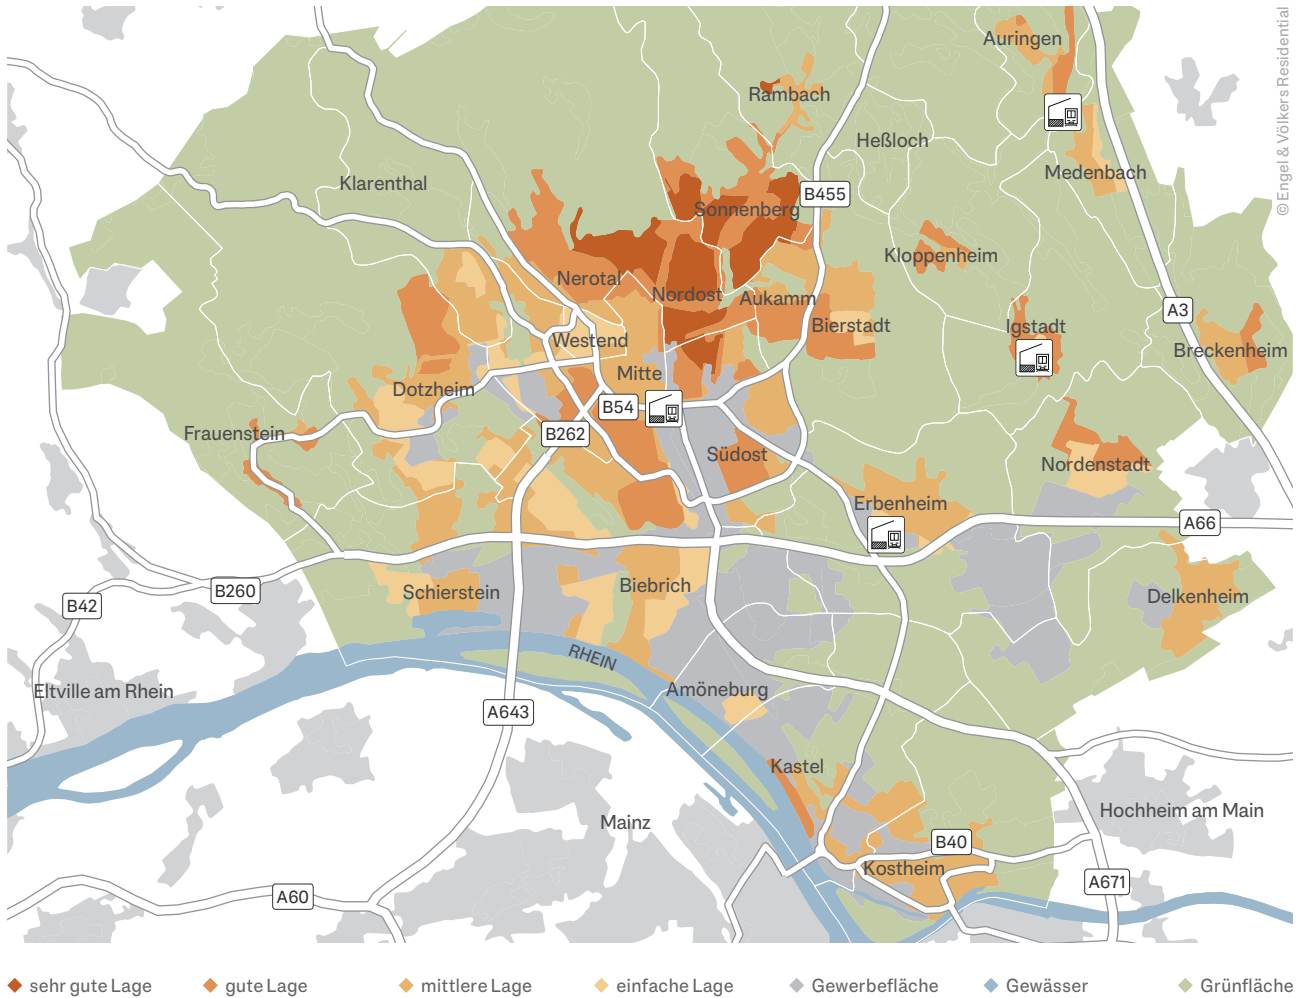 © Engel & Völkers Residential
Auringen
Rambach
Heßloch
Medenbach
Klarenthal
B455
Sonnenberg
Kloppenheim
Nerotal
Nordost
Aukamm
A3
Bierstadt
Igstadt
Westend
Breckenheim
Mitte
Dotzheim
B54
Frauenstein
B262
Südost
Nordenstadt
Erbenheim
A66
B260
Schierstein
Biebrich
Delkenheim
B42
RHEIN
Eltville am Rhein
Amöneburg
A643
Kastel
Mainz
Hochheim am Main
B40
Kostheim
A60
A671
sehr gute Lage
gute Lage
mittlere Lage
einfache Lage
Gewerbefläche
Gewässer
Grünfläche